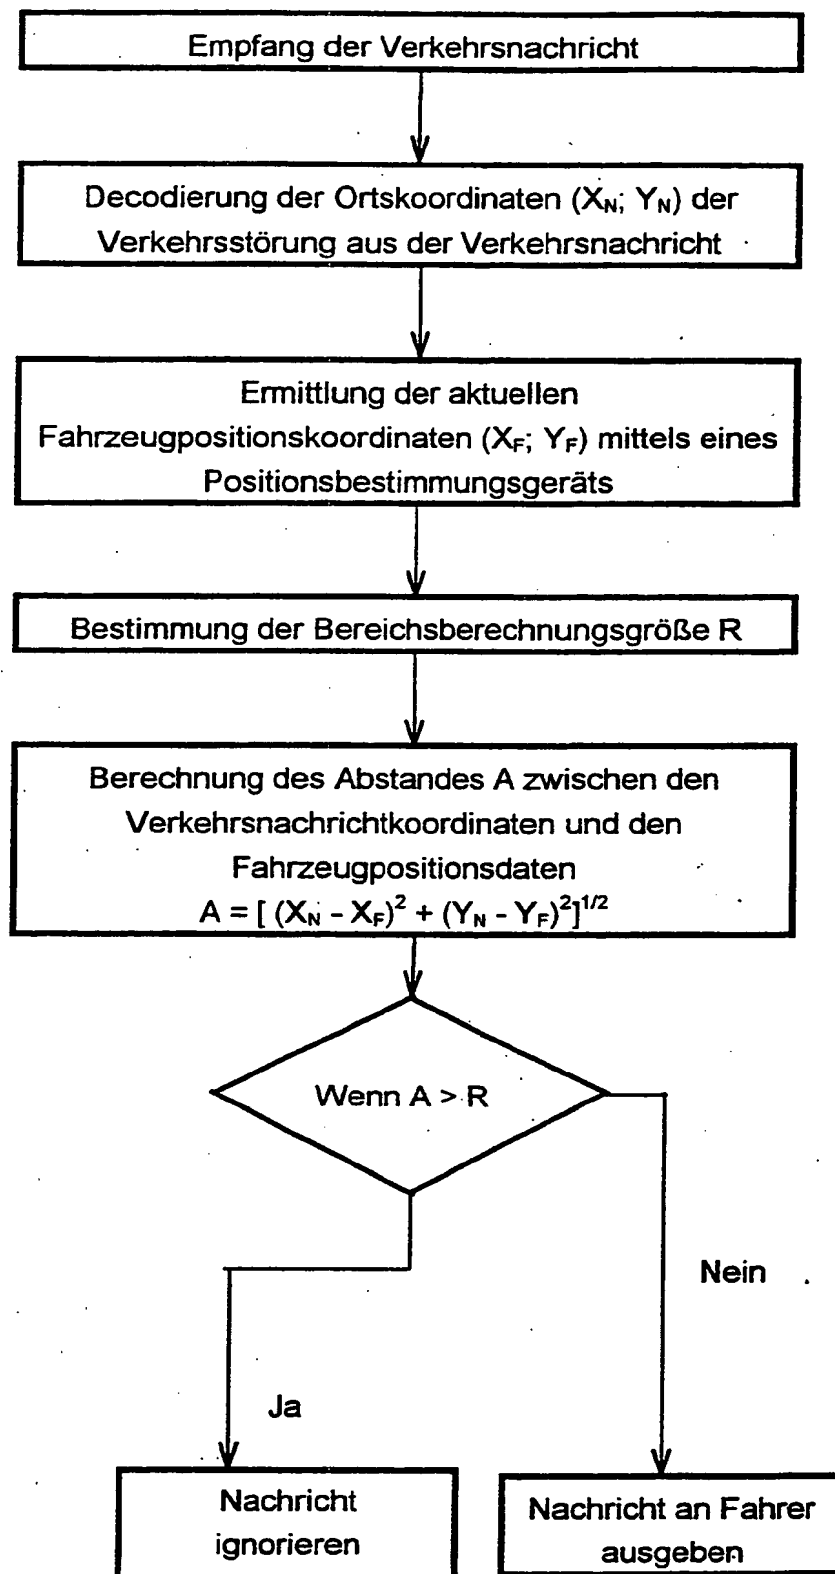 Empfang der Verkehrsnachricht
Decodierung der Ortskoordinaten (X_N; Y_N) der
Verkehrsstörung aus der Verkehrsnachricht
Ermittlung der aktuellen
Fahrzeugpositionskoordinaten (X_F; Y_F) mittels eines
Positionsbestimmungsgeräts
Bestimmung der Bereichsberechnungsgröße R
Berechnung des Abstandes A zwischen den
Verkehrsnachrichtkoordinaten und den
Fahrzeugpositionsdaten
A = [ (X_N - X_F)² + (Y_N - Y_F)²]^1/2
Wenn A > R
Nein
Ja
Nachricht
ignorieren
Nachricht an Fahrer
ausgeben